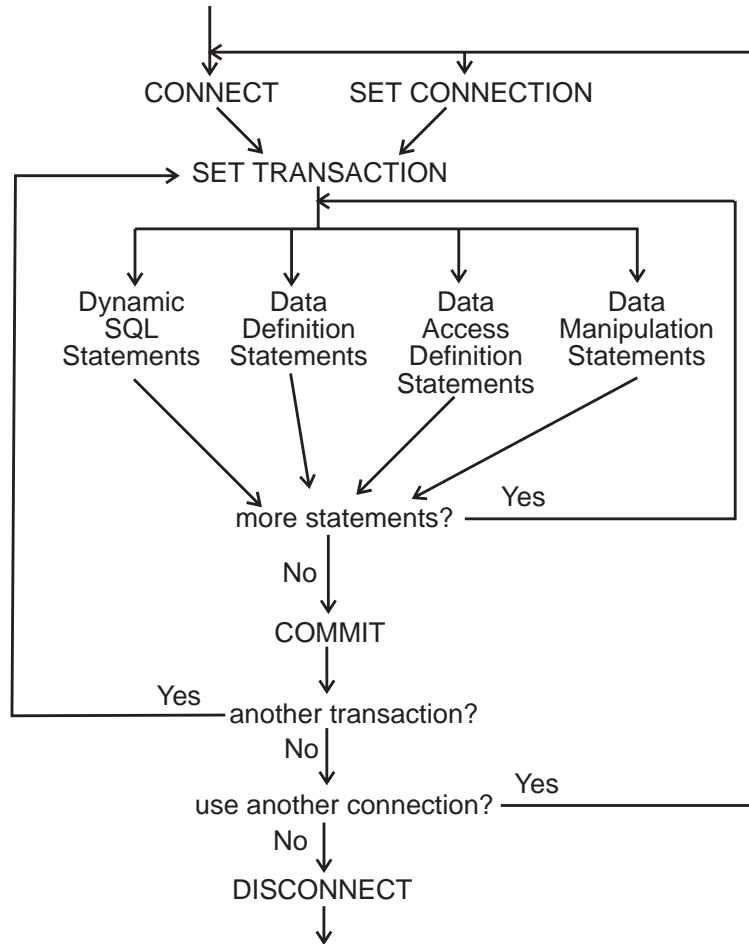 CONNECT
SET CONNECTION
SET TRANSACTION
Dynamic
SQL
Statements
Data
Definition
Statements
Data
Access
Definition
Statements
Data
Manipulation
Statements
Yes
more statements?
No
COMMIT
Yes
another transaction?
No
Yes
use another connection?
No
DISCONNECT